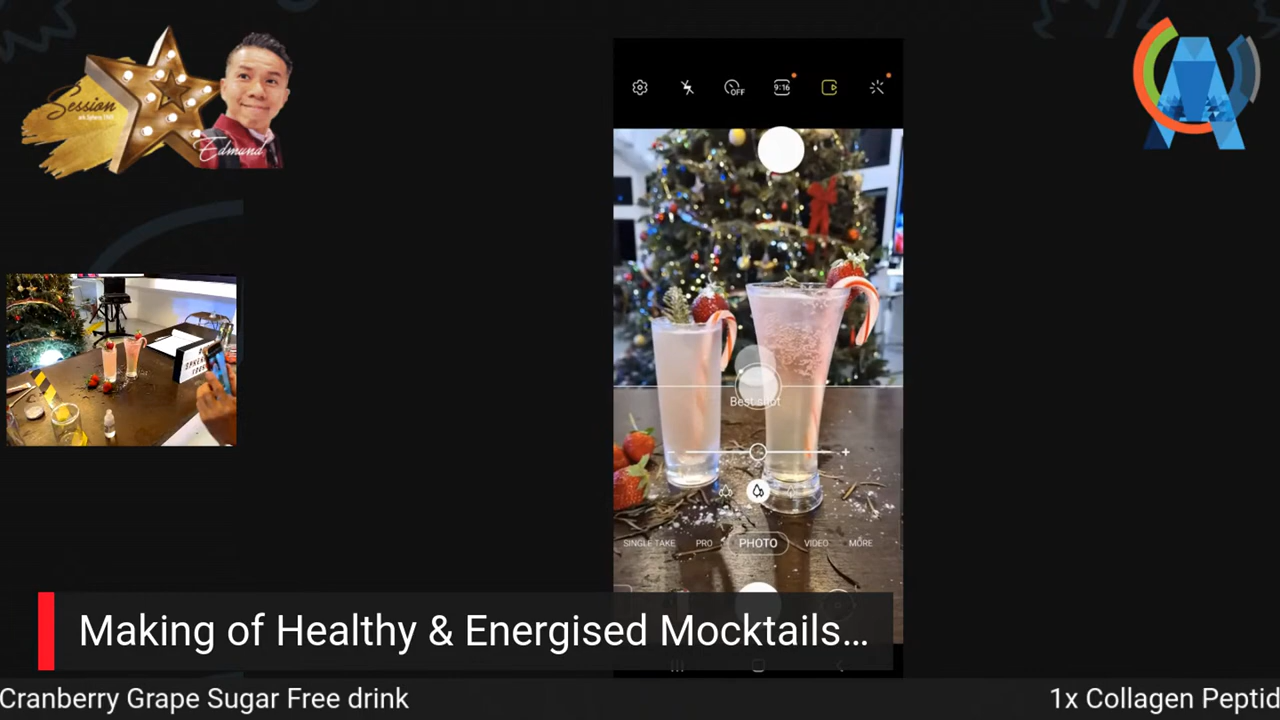 Session
Edmund
OFF
9:16
Best shot
SINGLE TAKE
PRO
PHOTO
VIDEO
MORE
Making of Healthy & Energised Mocktails...
Cranberry Grape Sugar Free drink
1x Collagen Peptid